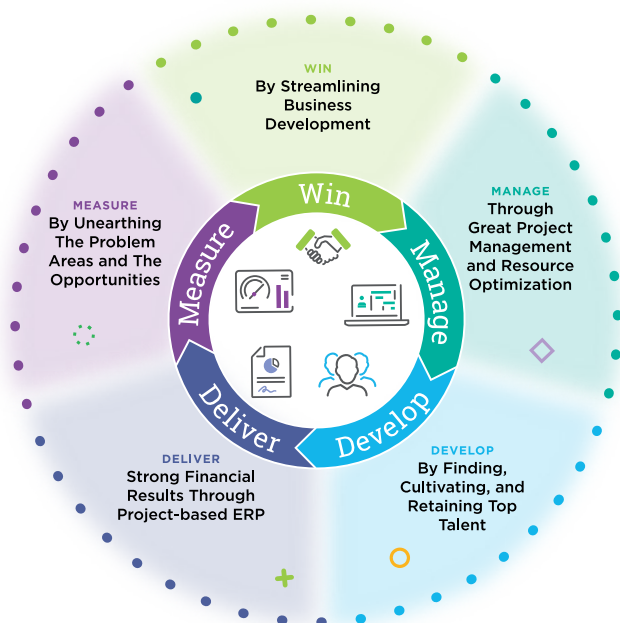 WIN
By Streamlining
Business
Development
MANAGE
Through
Great Project
Management
and Resource
Optimization
DEVELOP
By Finding,
Cultivating, and
Retaining Top
Talent
DELIVER
Strong Financial
Results Through
Project-based ERP
MEASURE
By Unearthing
The Problem
Areas and The
Opportunities
Win
Manage
Develop
Deliver
Measure